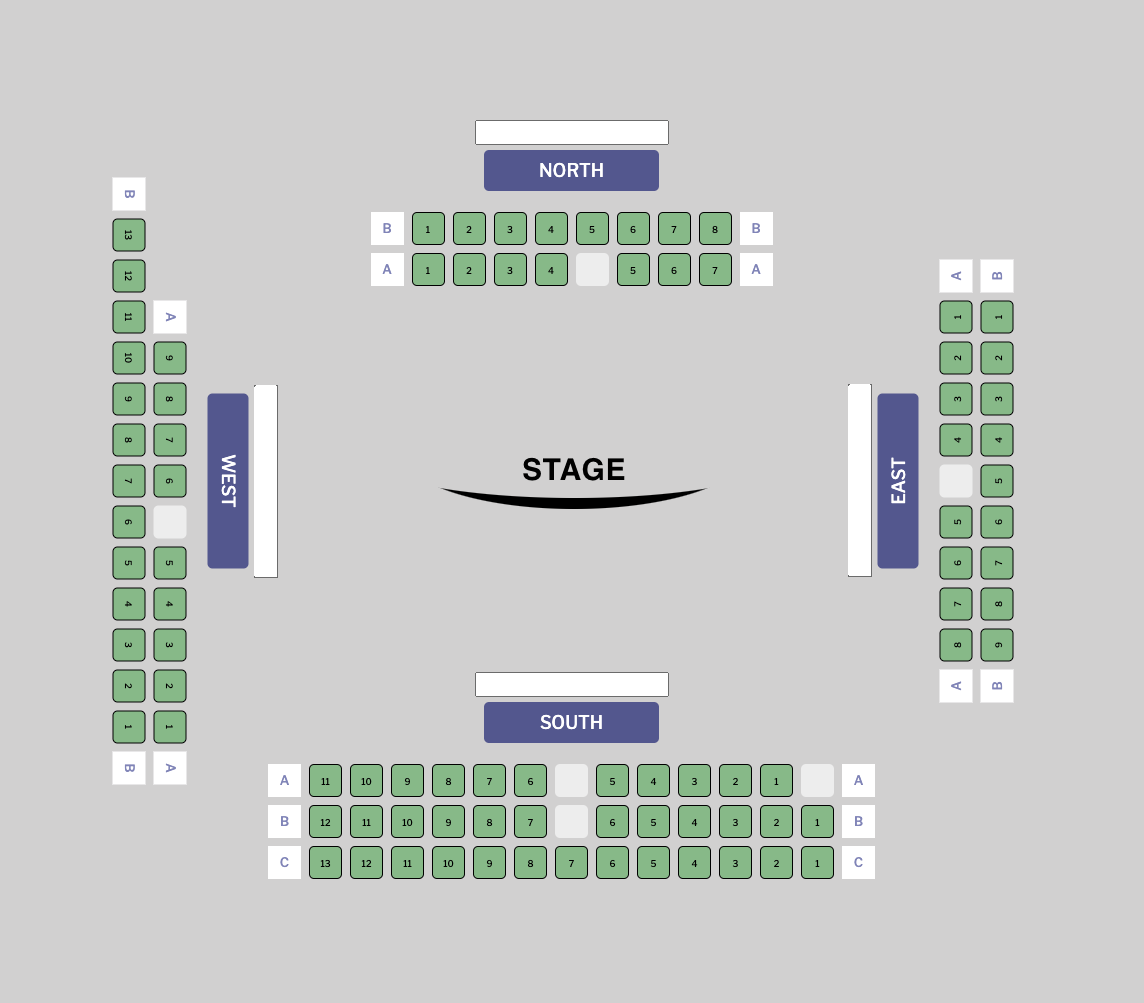 NORTH
B 1 2 3 4 5 6 7 8 B
A 1 2 3 4 5 6 7 A
B
13
12
11 A
10 9
9 8
8 7
7 6
6
5 5
4 4
3 3
2 2
1 1
B A
WEST
STAGE
EAST
A B
1 1
2 2
3 3
4 4
5
5 6
6 7
7 8
8 9
A B
SOUTH
A 11 10 9 8 7 6 5 4 3 2 1 A
B 12 11 10 9 8 7 6 5 4 3 2 1 B
C 13 12 11 10 9 8 7 6 5 4 3 2 1 C